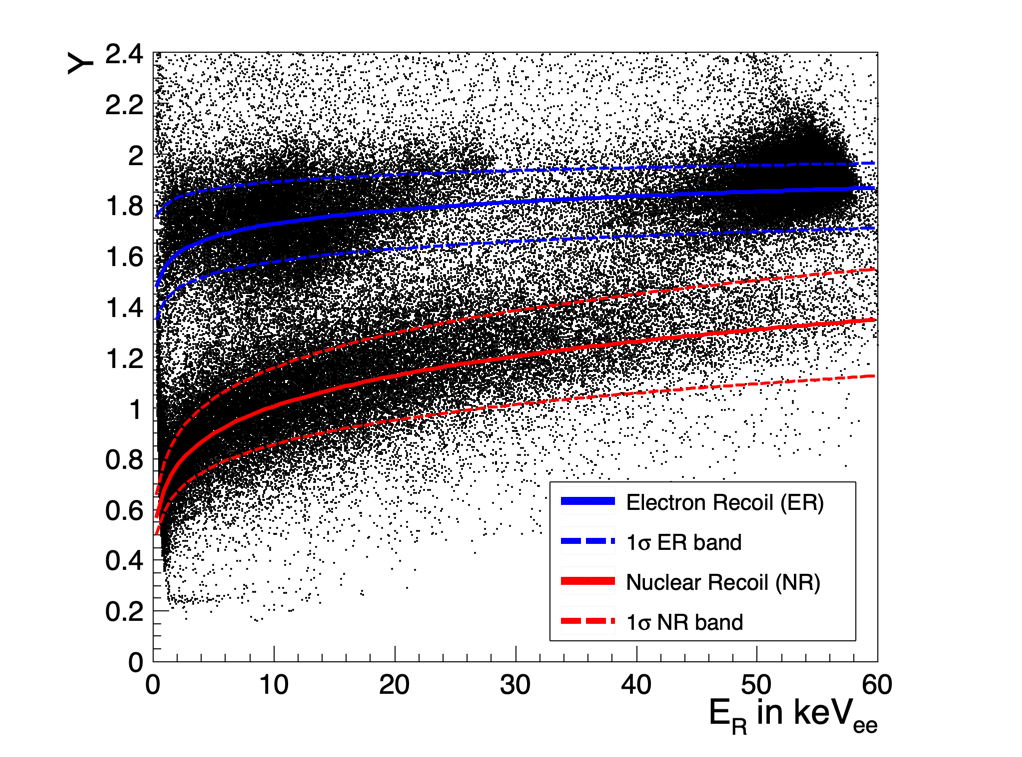 Y
2.4
2.2
2
1.8
1.6
1.4
1.2
1
0.8
0.6
0.4
0.2
0
Electron Recoil (ER)
1σ ER band
Nuclear Recoil (NR)
1σ NR band
0 10 20 30 40 50 60
E_R in keV_ee